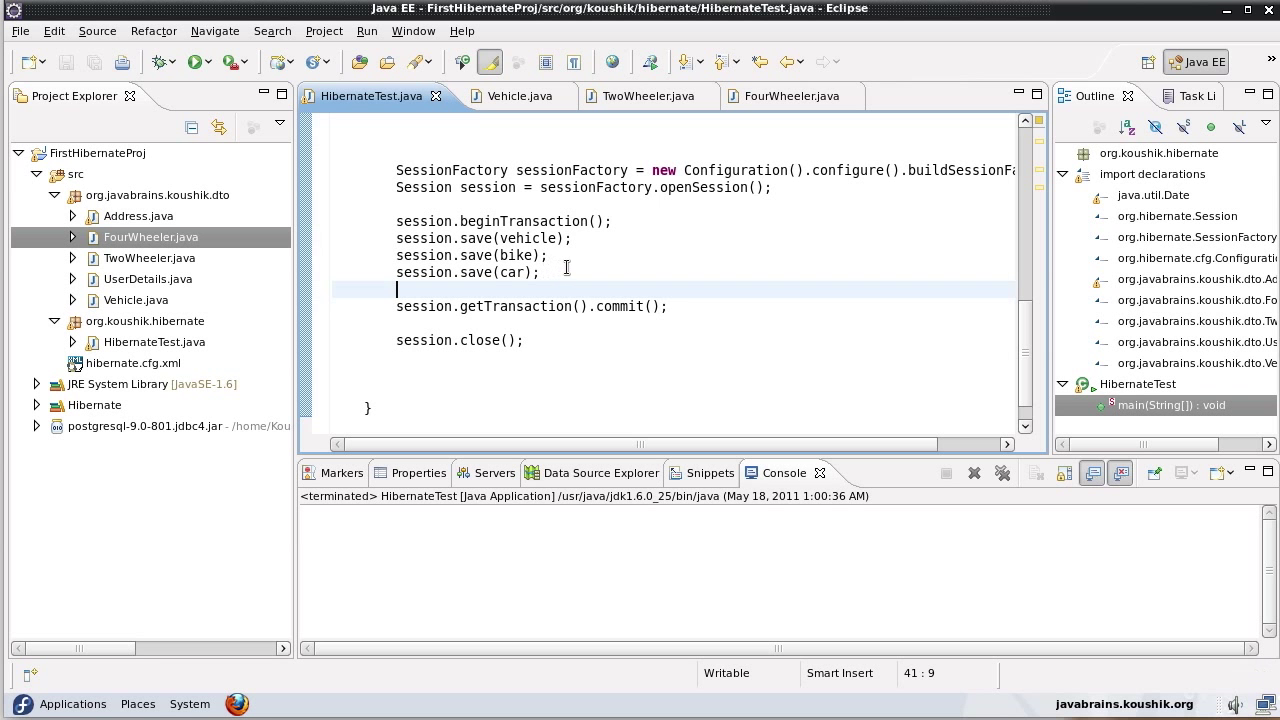 Java EE - FirstHibernateProj/src/org/koushik/hibernate/HibernateTest.java - Eclipse
File Edit Source Refactor Navigate Search Project Run Window Help
Java EE
Project Explorer
HibernateTest.java Vehicle.java TwoWheeler.java FourWheeler.java
Outline Task Li
FirstHibernateProj
src
org.javabrains.koushik.dto
Address.java
FourWheeler.java
TwoWheeler.java
UserDetails.java
Vehicle.java
org.koushik.hibernate
HibernateTest.java
hibernate.cfg.xml
JRE System Library [JavaSE-1.6]
Hibernate
postgresql-9.0-801.jdbc4.jar - /home/Kou
SessionFactory sessionFactory = new Configuration().configure().buildSessionFa
Session session = sessionFactory.openSession();
session.beginTransaction();
session.save(vehicle);
session.save(bike);
session.save(car);
session.getTransaction().commit();
session.close();
}
org.koushik.hibernate
import declarations
java.util.Date
org.hibernate.Session
org.hibernate.SessionFactory
org.hibernate.cfg.Configurati
org.javabrains.koushik.dto.Ad
org.javabrains.koushik.dto.Fo
org.javabrains.koushik.dto.Tw
org.javabrains.koushik.dto.Us
org.javabrains.koushik.dto.Ve
HibernateTest
main(String[]) : void
Markers Properties Servers Data Source Explorer Snippets Console
<terminated> HibernateTest [Java Application] /usr/java/jdk1.6.0_25/bin/java (May 18, 2011 1:00:36 AM)
Writable Smart Insert 41 : 9
Applications Places System
javabrains.koushik.org